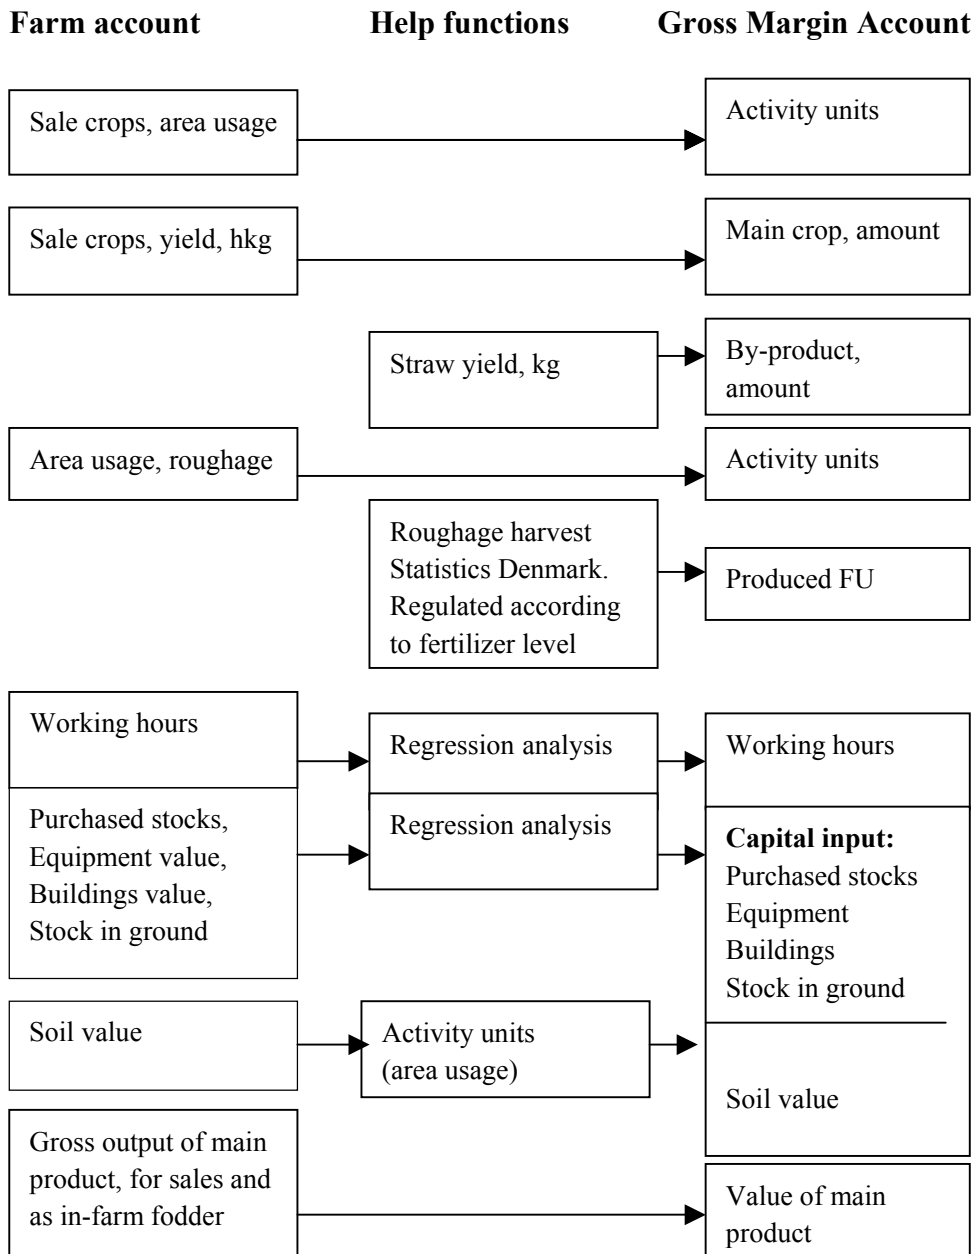 Farm account Help functions Gross Margin Account
Sale crops, area usage
Activity units
Sale crops, yield, hkg
Main crop, amount
Straw yield, kg
By-product,
amount
Area usage, roughage
Activity units
Roughage harvest
Statistics Denmark.
Regulated according
to fertilizer level
Produced FU
Working hours
Regression analysis
Working hours
Purchased stocks,
Equipment value,
Buildings value,
Stock in ground
Regression analysis
Capital input:
Purchased stocks
Equipment
Buildings
Stock in ground
Soil value
Activity units
(area usage)
Soil value
Gross output of main
product, for sales and
as in-farm fodder
Value of main
product